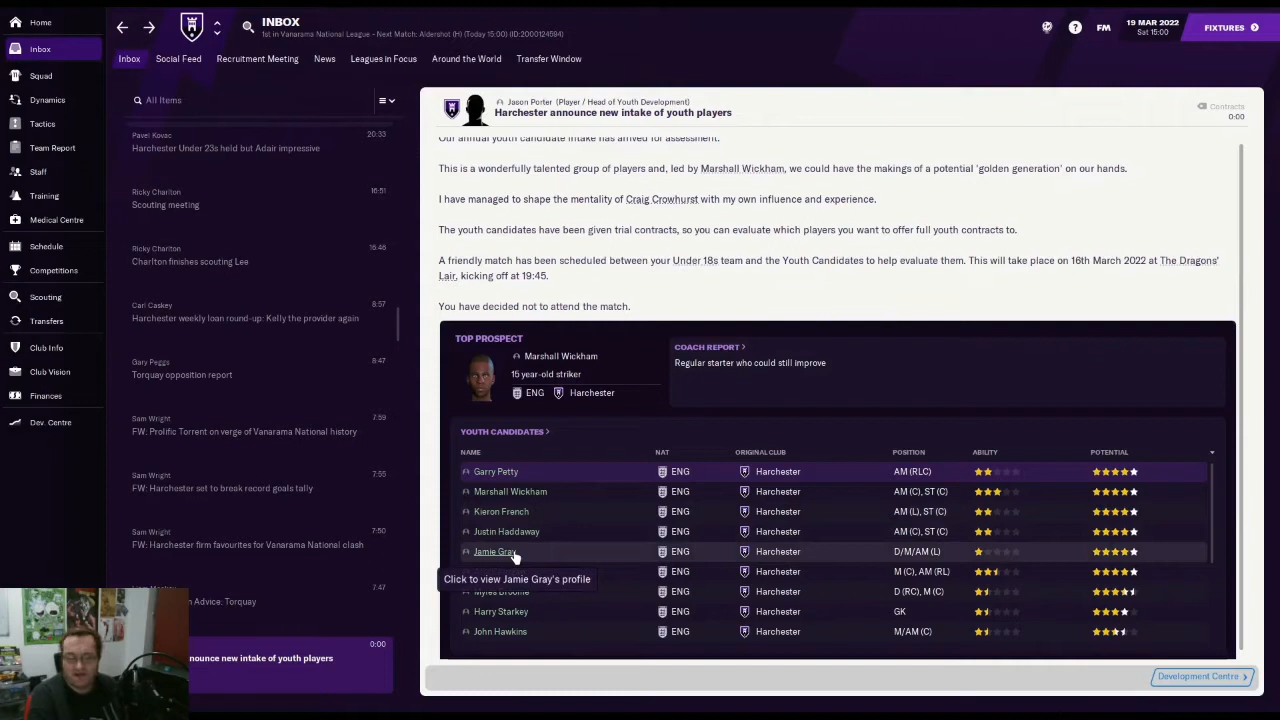 Home
INBOX
1st in Vanarama National League - Next Match: Aldershot (H) (Today 15:00) (ID:2000124594)
FM
19 MAR 2022
Sat 15:00
FIXTURES
Inbox
Squad
Dynamics
Tactics
Team Report
Staff
Training
Medical Centre
Schedule
Competitions
Scouting
Transfers
Club Info
Club Vision
Finances
Dev. Centre
Inbox
Social Feed
Recruitment Meeting
News
Leagues in Focus
Around the World
Transfer Window
All Items
Pavel Kovac 20:33
Harchester Under 23s held but Adair impressive
Ricky Charlton 16:51
Scouting meeting
Ricky Charlton 16:46
Charlton finishes scouting Lee
Carl Caskey 8:57
Harchester weekly loan round-up: Kelly the provider again
Gary Peggs 8:47
Torquay opposition report
Sam Wright 7:59
FW: Prolific Torrent on verge of Vanarama National history
Sam Wright 7:55
FW: Harchester set to break record goals tally
Sam Wright 7:50
FW: Harchester firm favourites for Vanarama National clash
7:47
Advice: Torquay
0:00
nounce new intake of youth players
Jason Porter (Player / Head of Youth Development)
Harchester announce new intake of youth players
Contracts
0:00
Our annual youth candidate intake has arrived for assessment.
This is a wonderfully talented group of players and, led by Marshall Wickham, we could have the makings of a potential 'golden generation' on our hands.
I have managed to shape the mentality of Craig Crowhurst with my own influence and experience.
The youth candidates have been given trial contracts, so you can evaluate which players you want to offer full youth contracts to.
A friendly match has been scheduled between your Under 18s team and the Youth Candidates to help evaluate them. This will take place on 16th March 2022 at The Dragons'
Lair, kicking off at 19:45.
You have decided not to attend the match.
TOP PROSPECT
Marshall Wickham
15 year-old striker
ENG Harchester
COACH REPORT
Regular starter who could still improve
YOUTH CANDIDATES
NAME NAT ORIGINAL CLUB POSITION ABILITY POTENTIAL
Garry Petty ENG Harchester AM (RLC)
Marshall Wickham ENG Harchester AM (C), ST (C)
Kieron French ENG Harchester AM (L), ST (C)
Justin Haddaway ENG Harchester AM (C), ST (C)
Jamie Gray ENG Harchester D/M/AM (L)
ENG Harchester M (C), AM (RL)
Click to view Jamie Gray's profile
Myles Broome ENG Harchester D (RC), M (C)
Harry Starkey ENG Harchester GK
John Hawkins ENG Harchester M/AM (C)
Development Centre